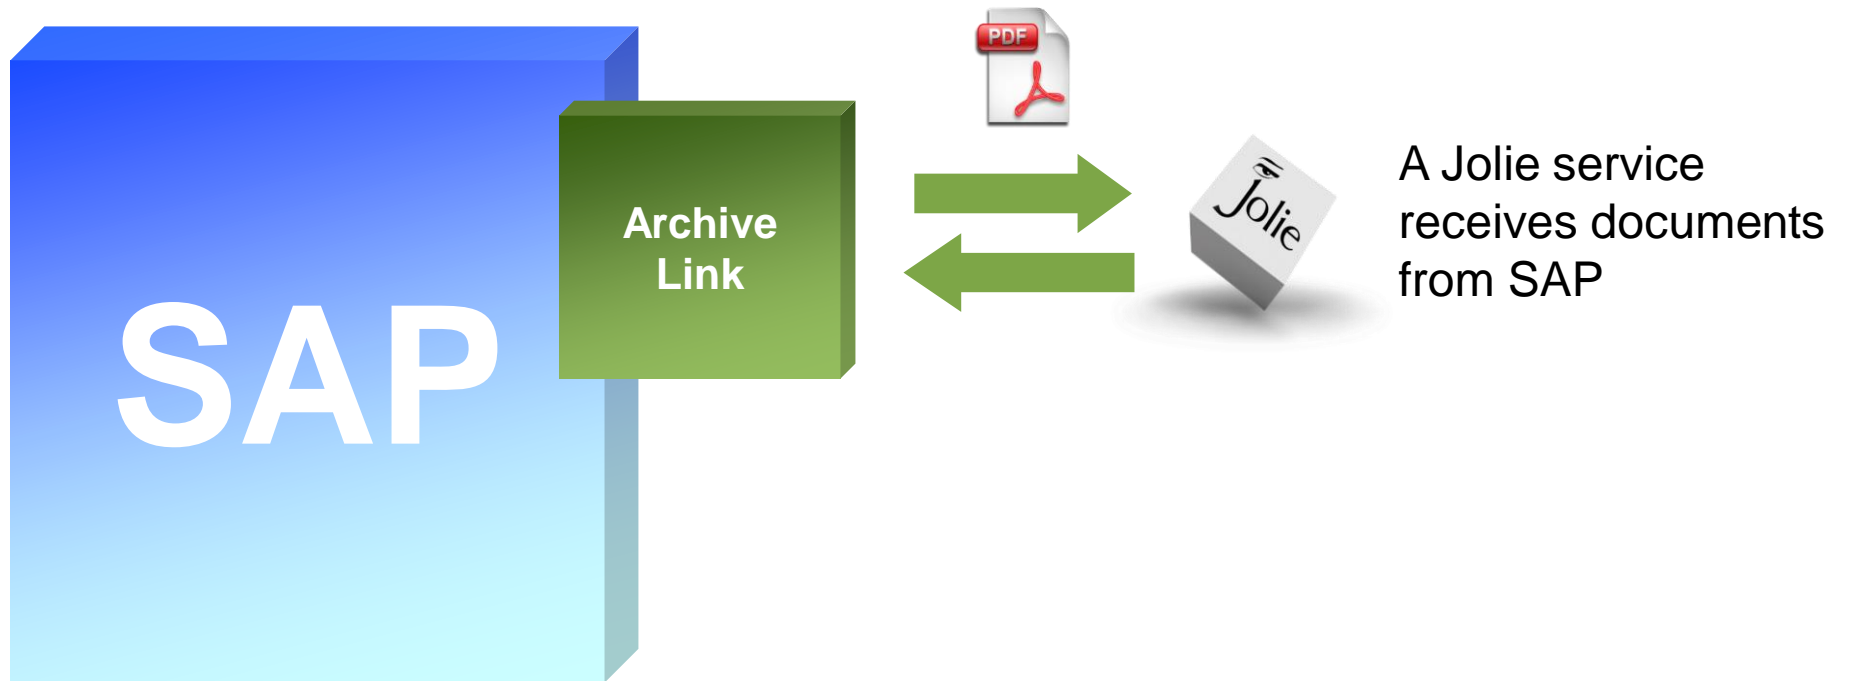 PDF
SAP
Archive
Link
Jolie
A Jolie service
receives documents
from SAP